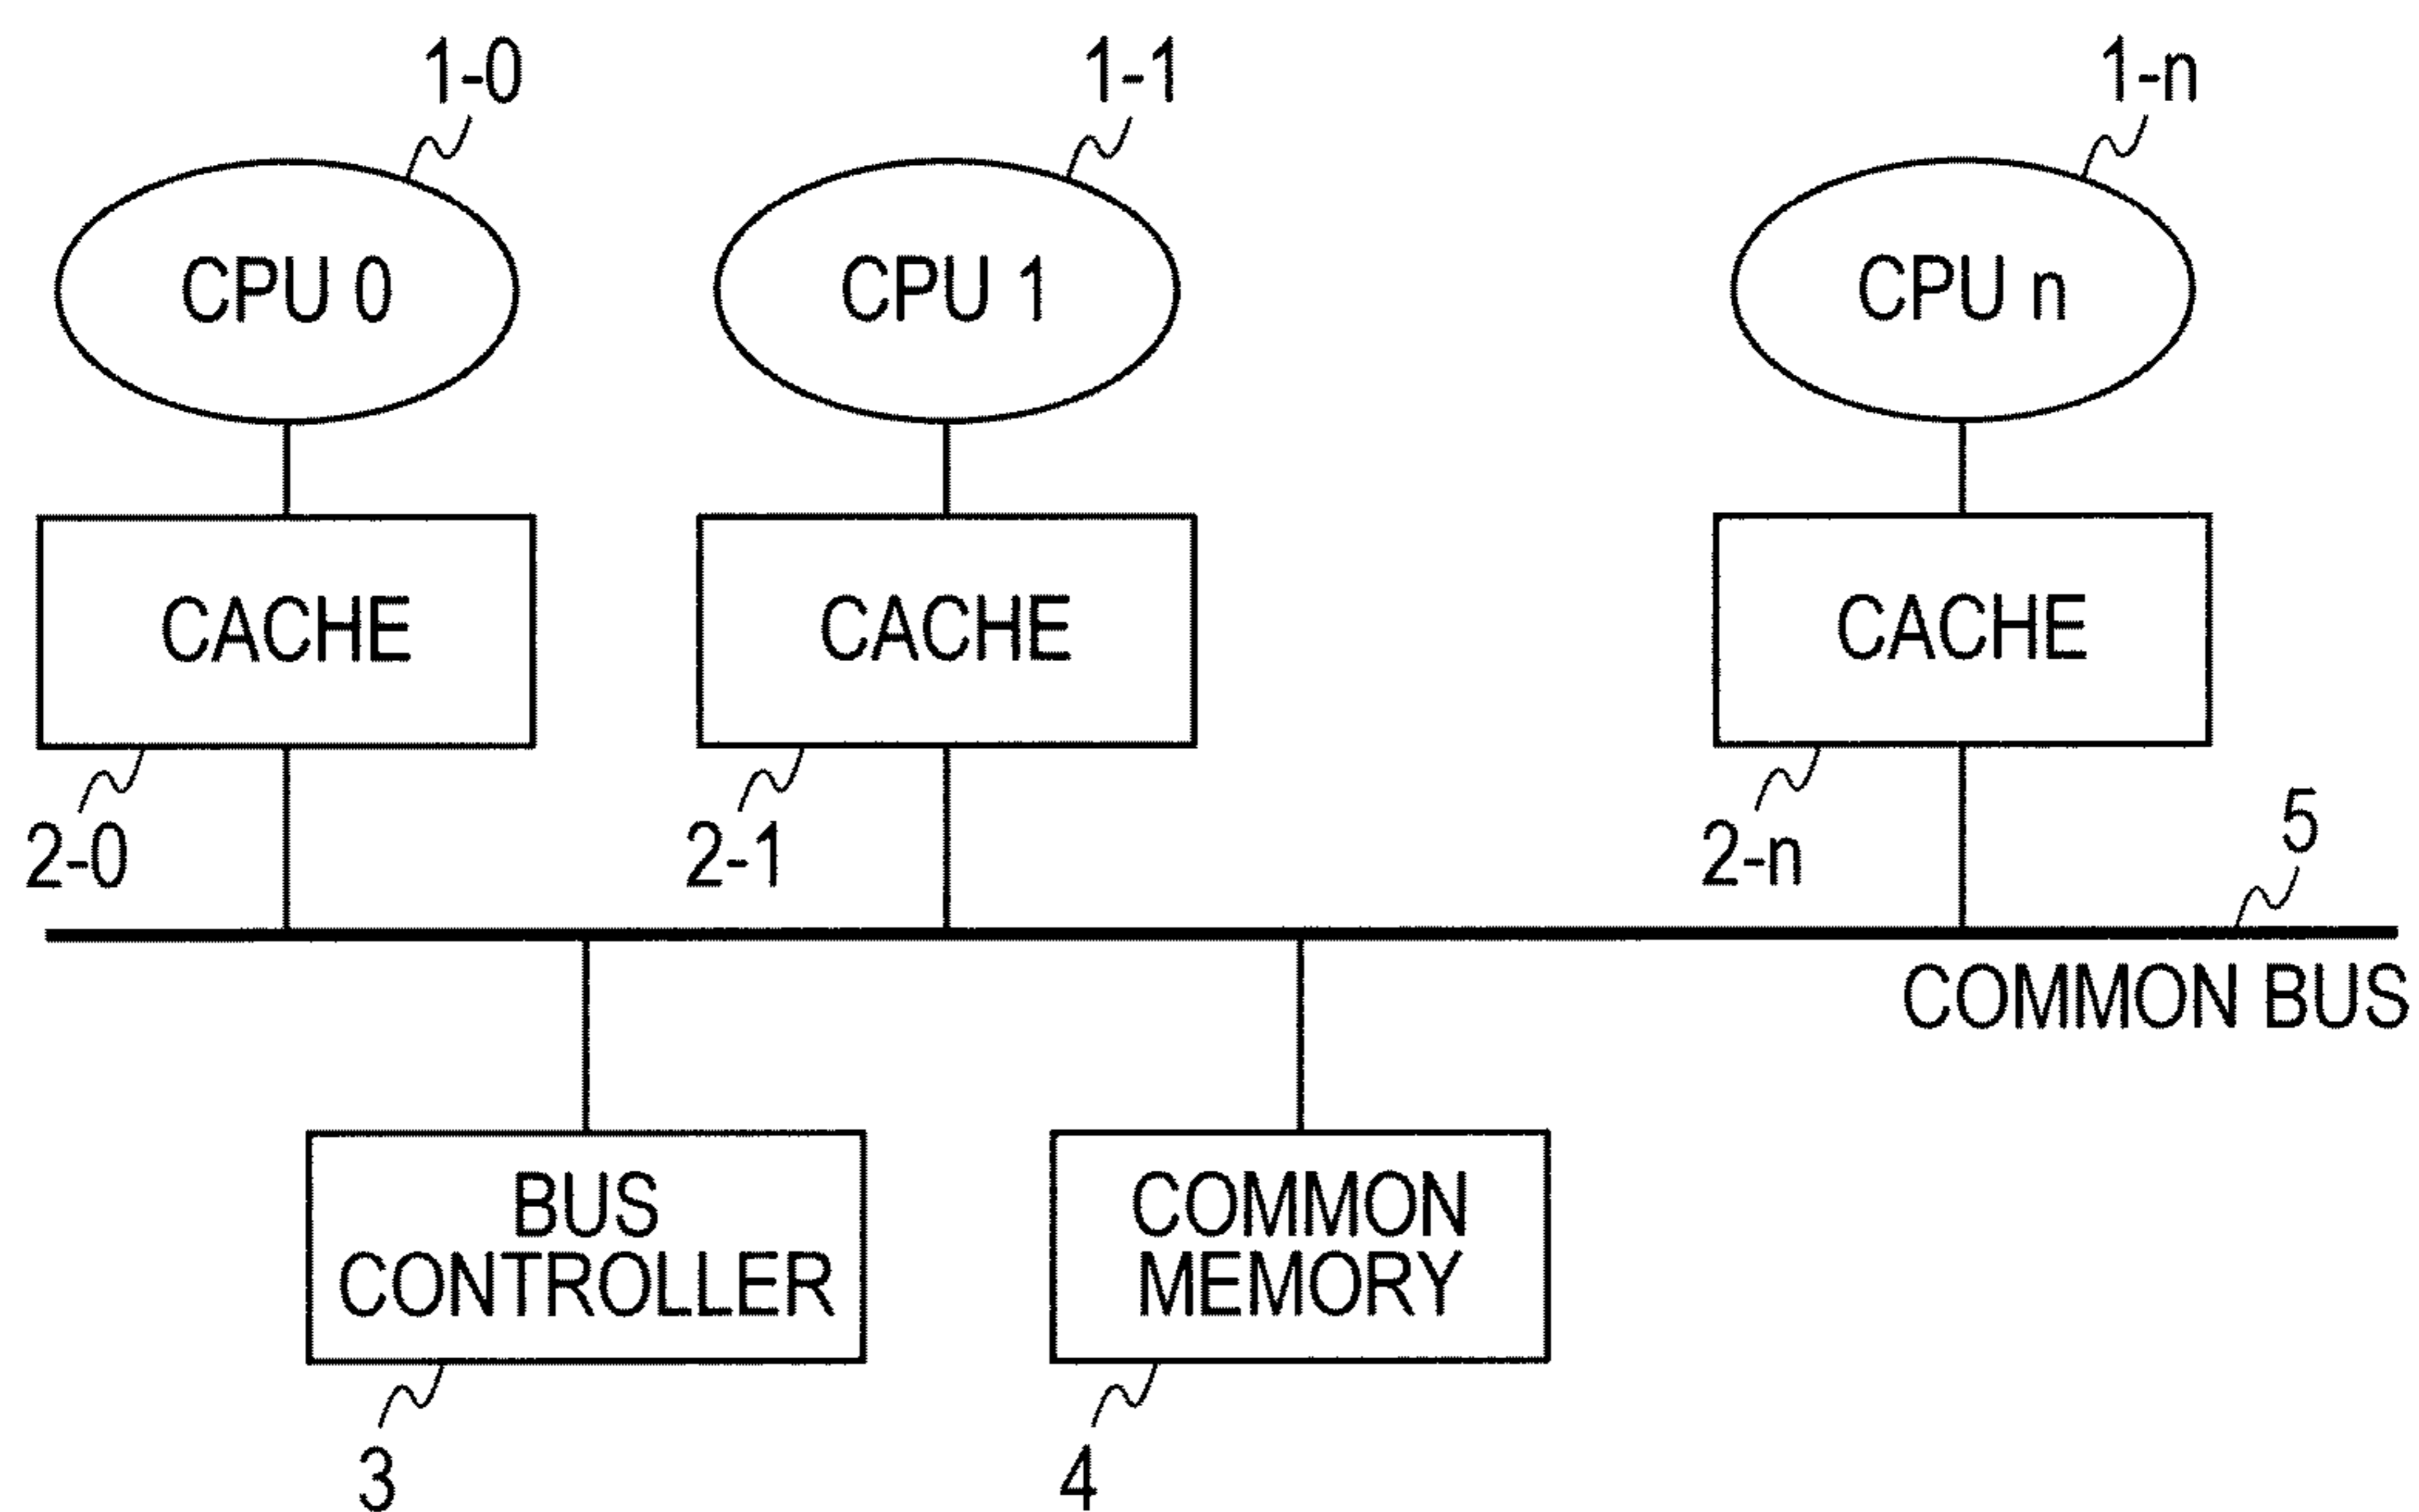 1-0
1-1
1-n
CPU 0
CPU 1
CPU n
CACHE
CACHE
CACHE
2-0
2-1
2-n
5
COMMON BUS
BUS
CONTROLLER
COMMON
MEMORY
3
4